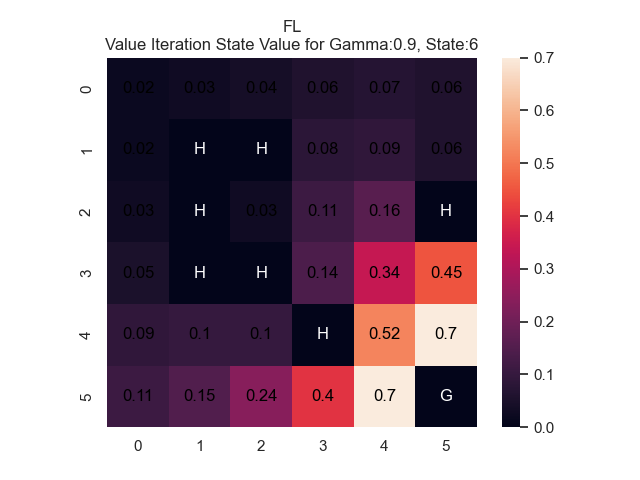 FL
Value Iteration State Value for Gamma:0.9, State:6
0 0.02 0.03 0.04 0.06 0.07 0.06
1 0.02 H H 0.08 0.09 0.06
2 0.03 H 0.03 0.11 0.16 H
3 0.05 H H 0.14 0.34 0.45
4 0.09 0.1 0.1 H 0.52 0.7
5 0.11 0.15 0.24 0.4 0.7 G
0 1 2 3 4 5
0.7
0.6
0.5
0.4
0.3
0.2
0.1
0.0